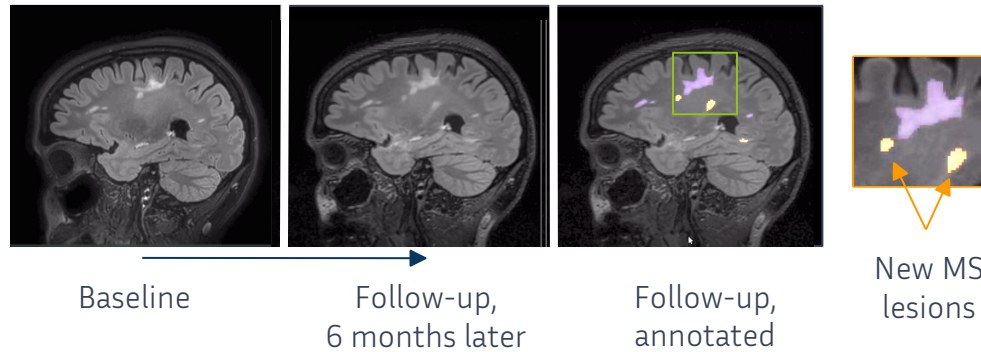 Baseline
Follow-up,
6 months later
Follow-up,
annotated
New MS
lesions